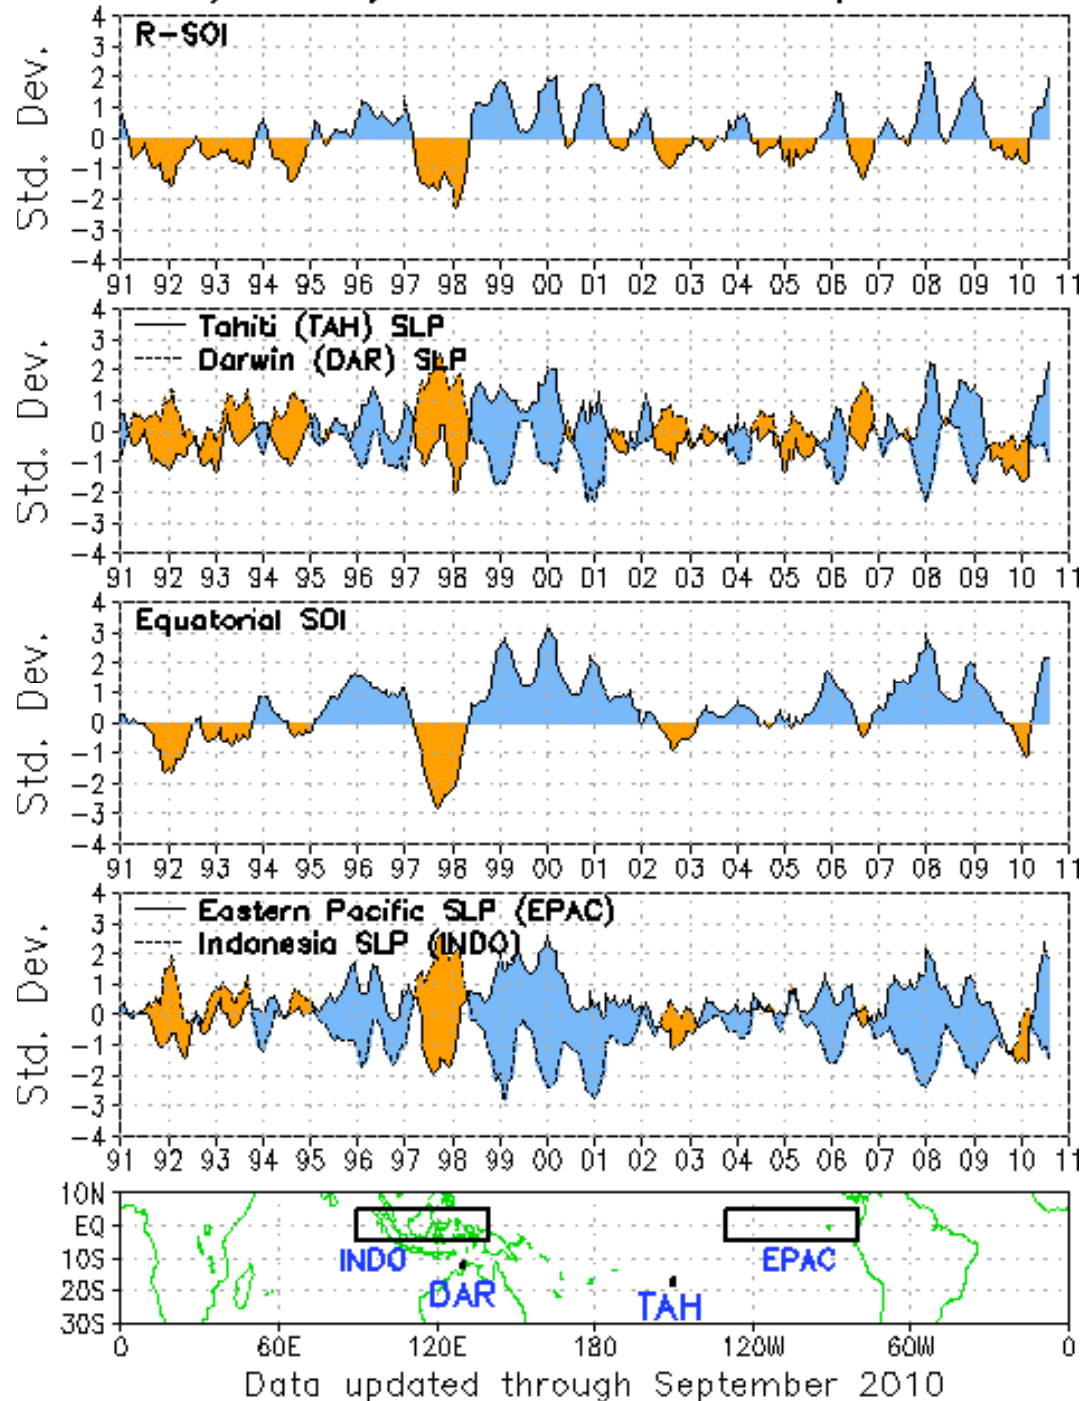 R-SOI
Std. Dev.
4
3
2
1
0
-1
-2
-3
-4
91 92 93 94 95 96 97 98 99 00 01 02 03 04 05 06 07 08 09 10 11
Tahiti (TAH) SLP
Darwin (DAR) SLP
Std. Dev.
4
3
2
1
0
-1
-2
-3
-4
91 92 93 94 95 96 97 98 99 00 01 02 03 04 05 06 07 08 09 10 11
Equatorial SOI
Std. Dev.
4
3
2
1
0
-1
-2
-3
-4
91 92 93 94 95 96 97 98 99 00 01 02 03 04 05 06 07 08 09 10 11
Eastern Pacific SLP (EPAC)
Indonesia SLP (INDO)
Std. Dev.
4
3
2
1
0
-1
-2
-3
-4
91 92 93 94 95 96 97 98 99 00 01 02 03 04 05 06 07 08 09 10 11
10N
EQ
10S
20S
30S
INDO
EPAC
DAR
TAH
0 60E 120E 180 120W 60W 0
Data updated through September 2010